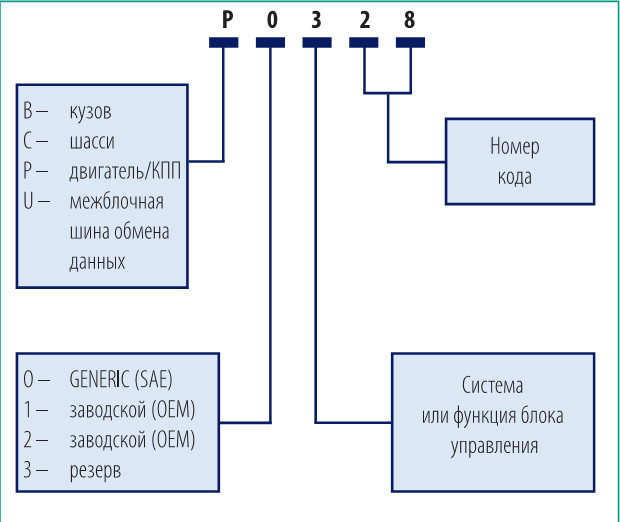 P 0 3 2 8
B – кузов
C – шасси
P – двигатель/КПП
U – межблочная
шина обмена
данных
Номер
кода
0 – GENERIC (SAE)
1 – заводской (OEM)
2 – заводской (OEM)
3 – резерв
Система
или функция блока
управления